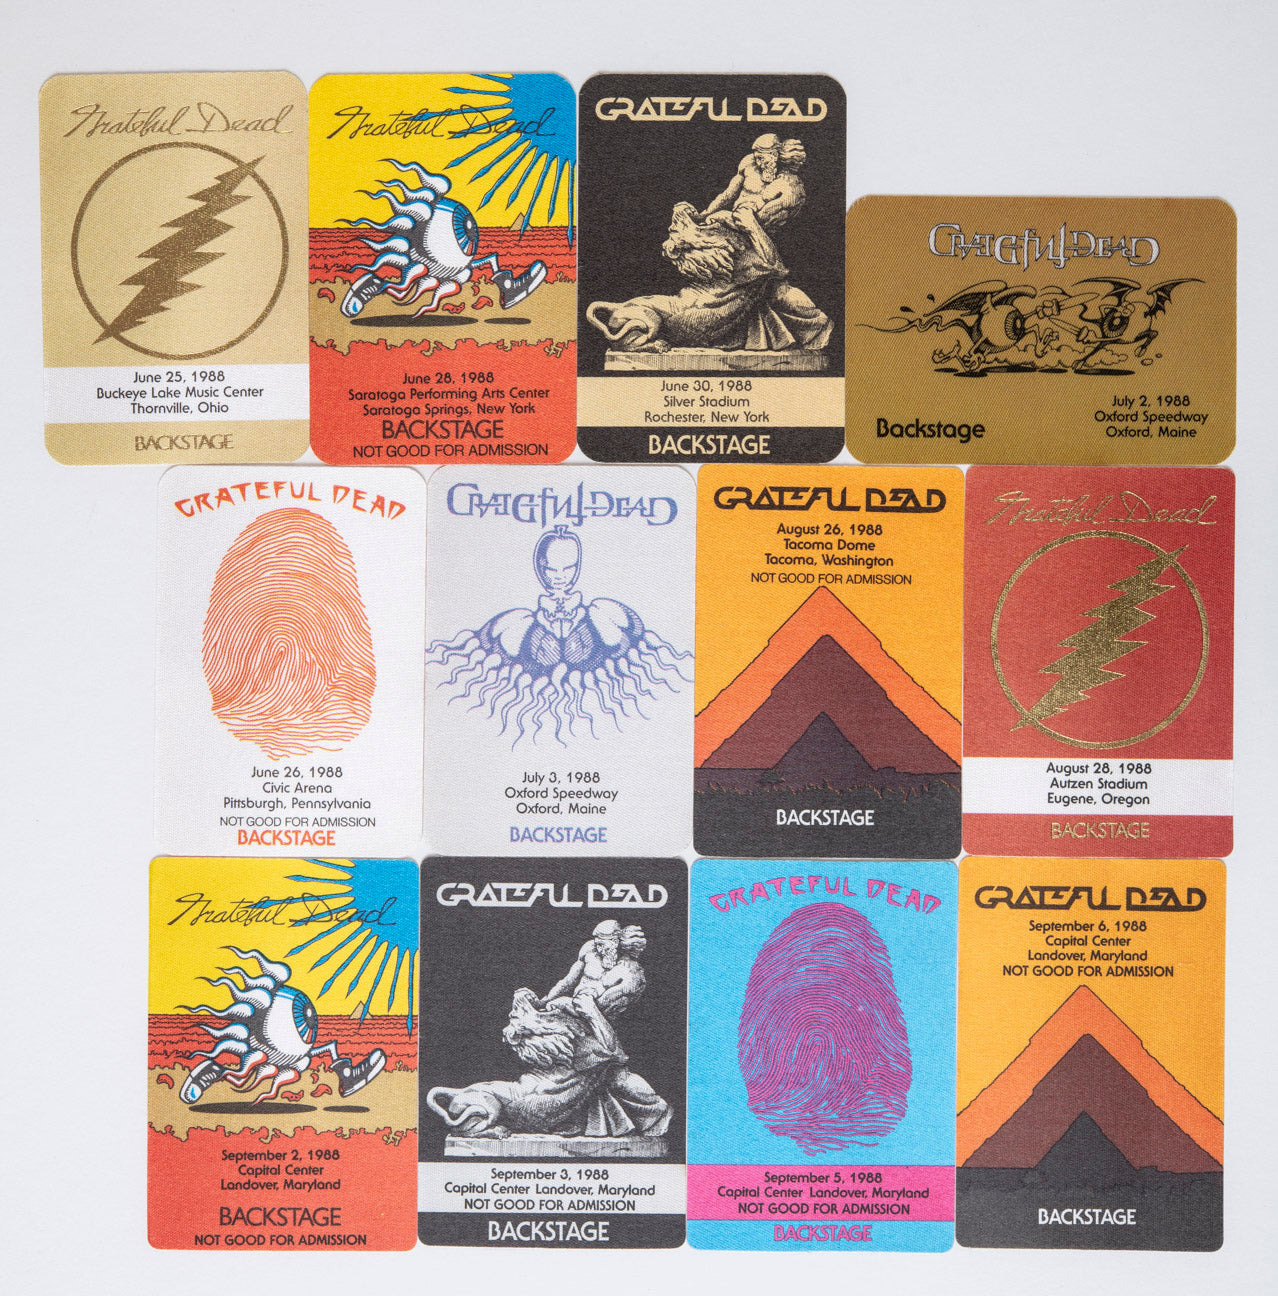 Grateful Dead
June 25, 1988
Buckeye Lake Music Center
Thornville, Ohio
BACKSTAGE
Grateful Dead
June 28, 1988
Saratoga Performing Arts Center
Saratoga Springs, New York
BACKSTAGE
NOT GOOD FOR ADMISSION
GRATEFUL DEAD
June 30, 1988
Silver Stadium
Rochester, New York
BACKSTAGE
GRATEFUL DEAD
Backstage
July 2, 1988
Oxford Speedway
Oxford, Maine
GRATEFUL DEAD
June 26, 1988
Civic Arena
Pittsburgh, Pennsylvania
NOT GOOD FOR ADMISSION
BACKSTAGE
GRATEFUL DEAD
July 3, 1988
Oxford Speedway
Oxford, Maine
BACKSTAGE
GRATEFUL DEAD
August 26, 1988
Tacoma Dome
Tacoma, Washington
NOT GOOD FOR ADMISSION
BACKSTAGE
Grateful Dead
August 28, 1988
Autzen Stadium
Eugene, Oregon
BACKSTAGE
Grateful Dead
September 2, 1988
Capital Center
Landover, Maryland
BACKSTAGE
NOT GOOD FOR ADMISSION
GRATEFUL DEAD
September 3, 1988
Capital Center Landover, Maryland
NOT GOOD FOR ADMISSION
BACKSTAGE
GRATEFUL DEAD
September 5, 1988
Capital Center Landover, Maryland
NOT GOOD FOR ADMISSION
BACKSTAGE
GRATEFUL DEAD
September 6, 1988
Capital Center
Landover, Maryland
NOT GOOD FOR ADMISSION
BACKSTAGE